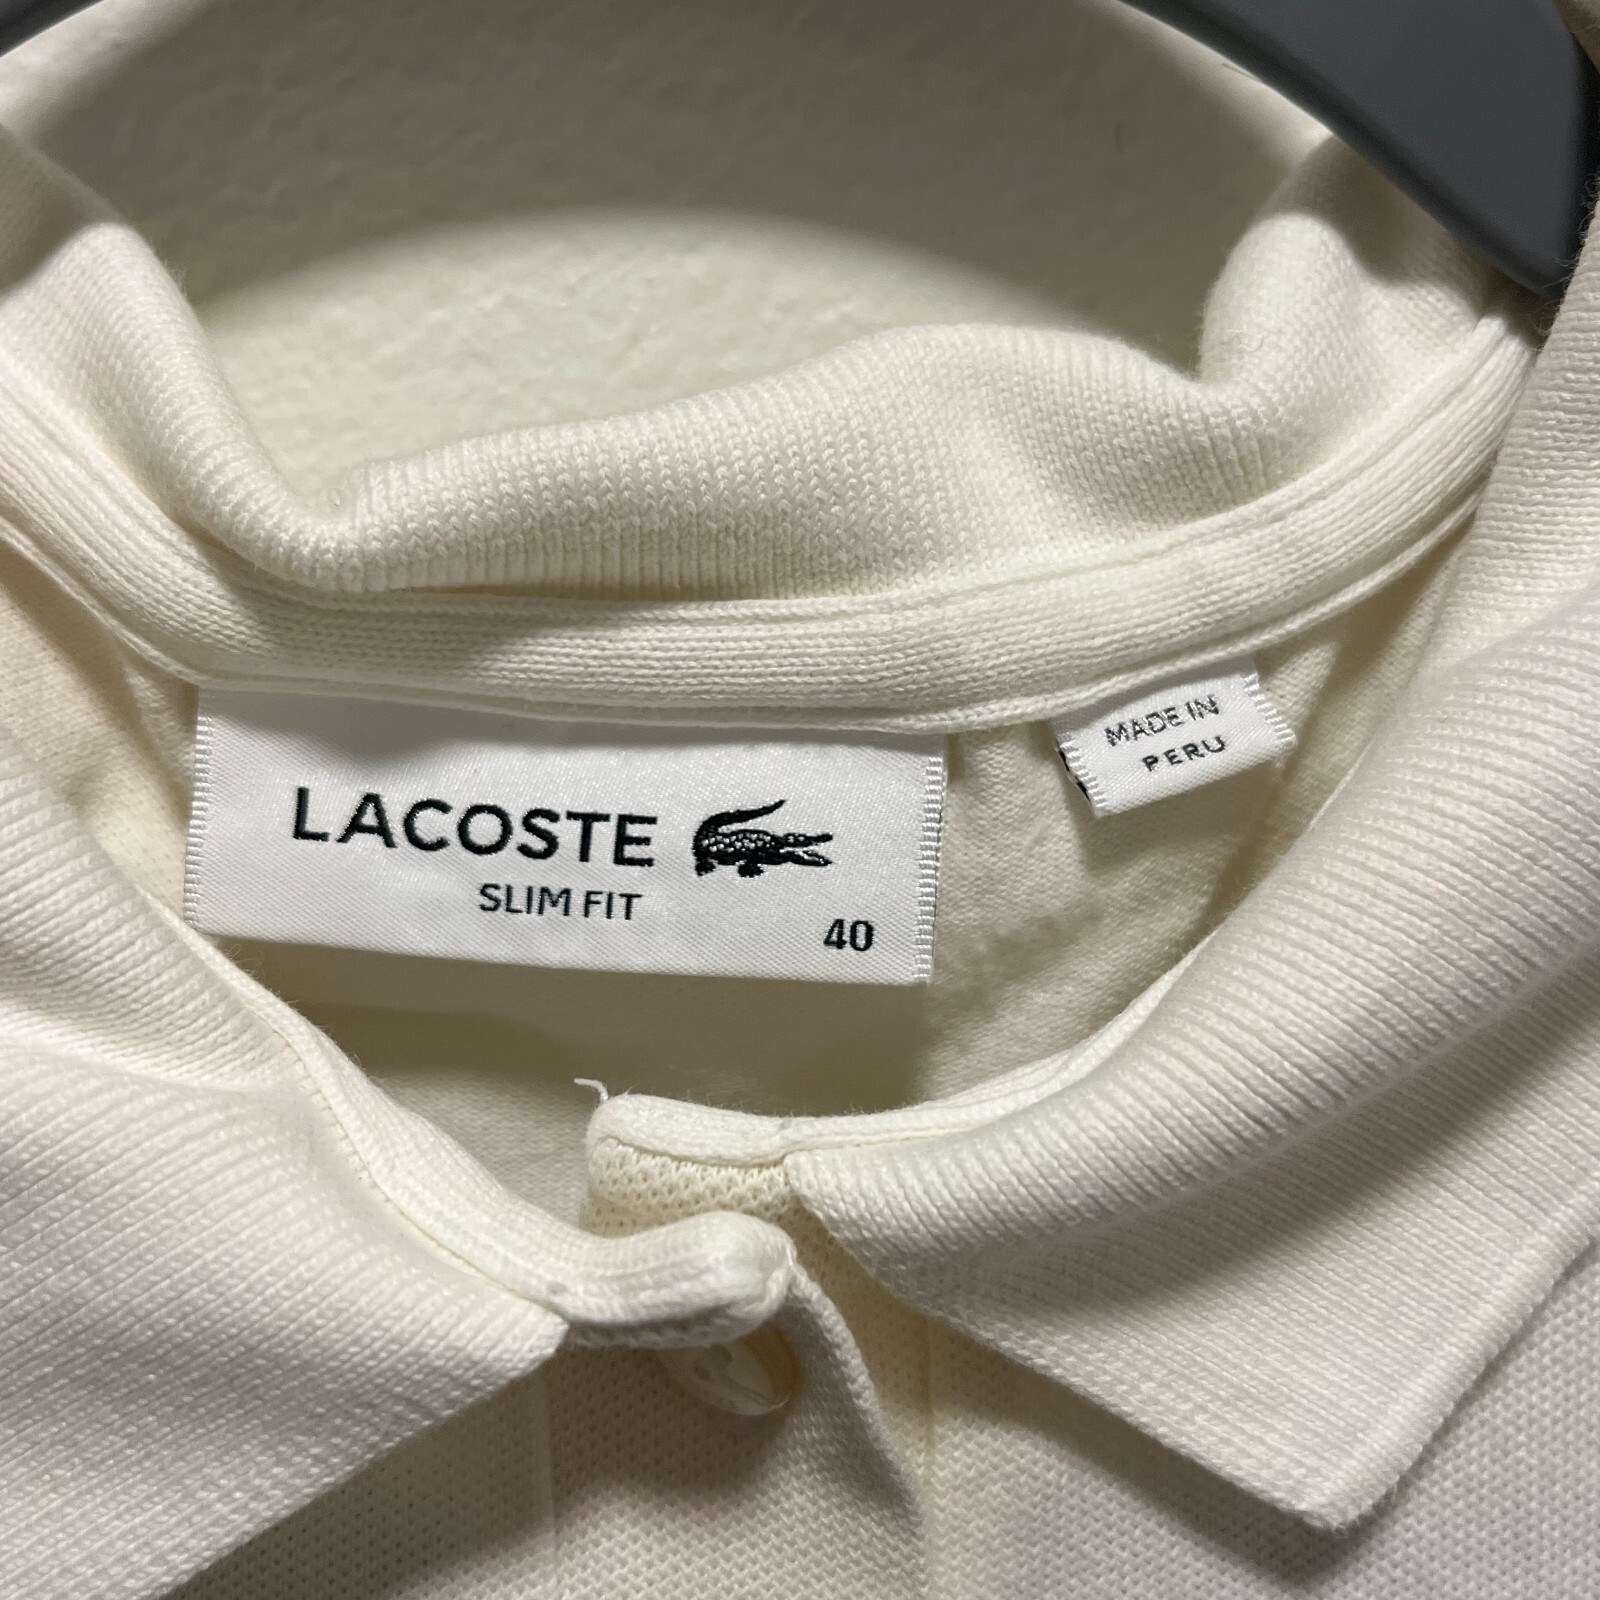 LACOSTE
SLIM FIT
40
MADE IN
PERU